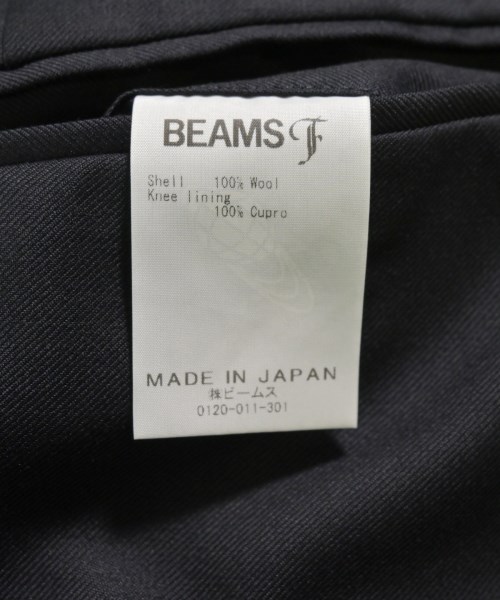 BEAMS F
Shell 100% Wool
Knee lining
100% Cupro
MADE IN JAPAN
㈱ビームス
0120-011-301